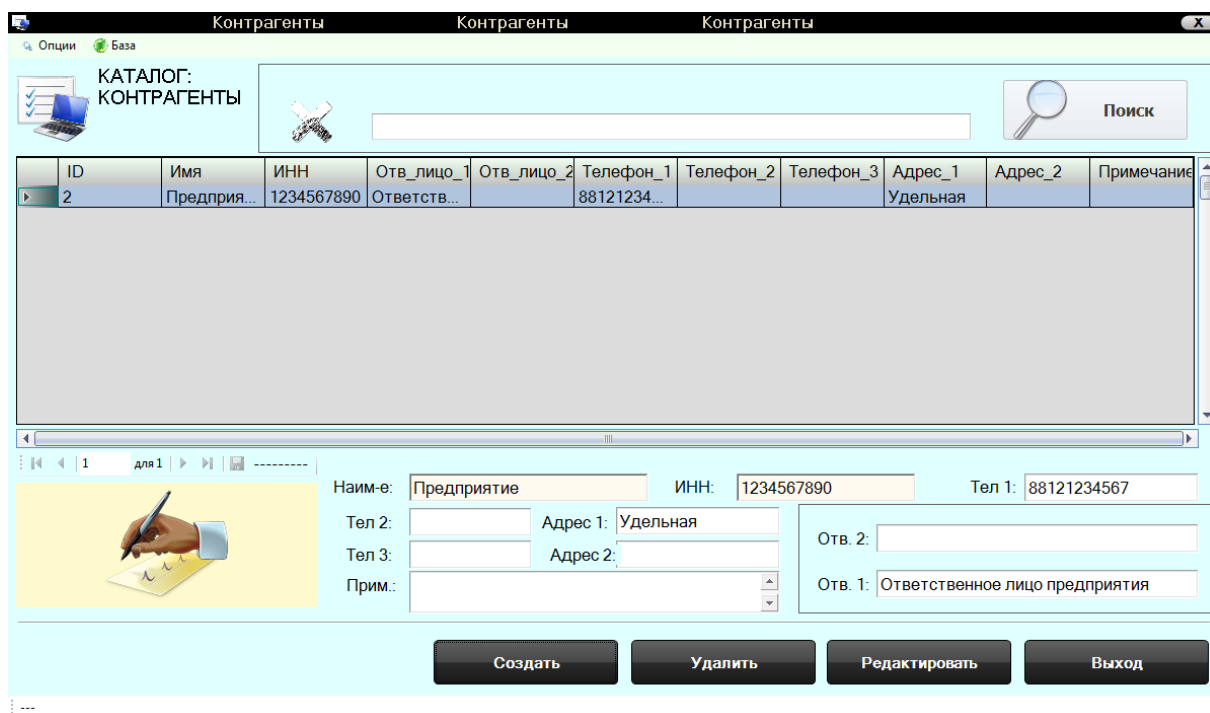 Контрагенты Контрагенты Контрагенты X
Опции База
КАТАЛОГ:
КОНТРАГЕНТЫ
Поиск
ID Имя ИНН Отв_лицо_1 Отв_лицо_2 Телефон_1 Телефон_2 Телефон_3 Адрес_1 Адрес_2 Примечание
2 Предприя... 1234567890 Ответств... 88121234... Удельная
1 для 1 ---------
Наим-е: Предприятие ИНН: 1234567890 Тел 1: 88121234567
Тел 2: Адрес 1: Удельная
Отв. 2:
Тел 3: Адрес 2:
Прим.: Отв. 1: Ответственное лицо предприятия
Создать Удалить Редактировать Выход
---